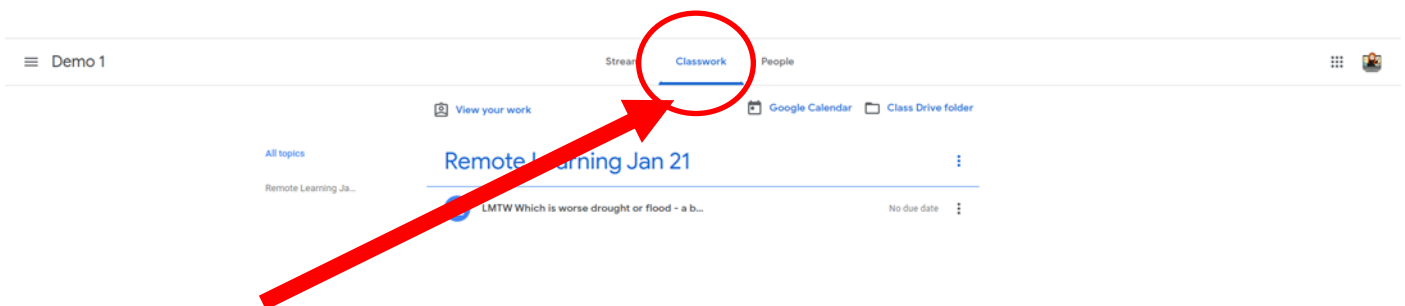 Demo 1
Stream Classwork People
View your work
Google Calendar Class Drive folder
All topics
Remote Learning Jan 21
Remote Learning Ja...
LMTW Which is worse drought or flood - a b...
No due date